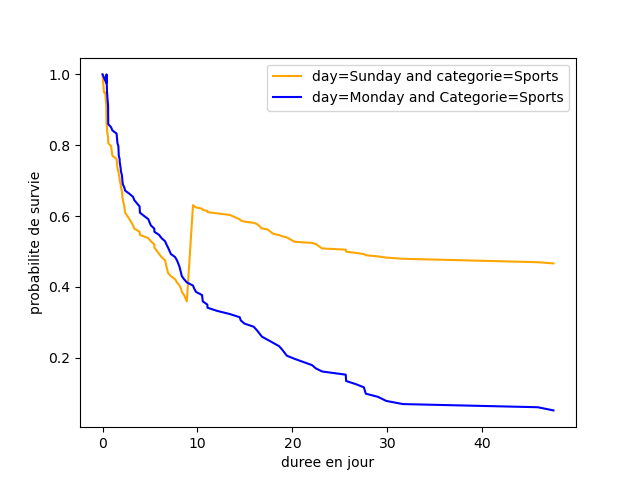 day=Sunday and categorie=Sports
day=Monday and Categorie=Sports
1.0
0.8
0.6
0.4
0.2
probabilite de survie
0 10 20 30 40
duree en jour